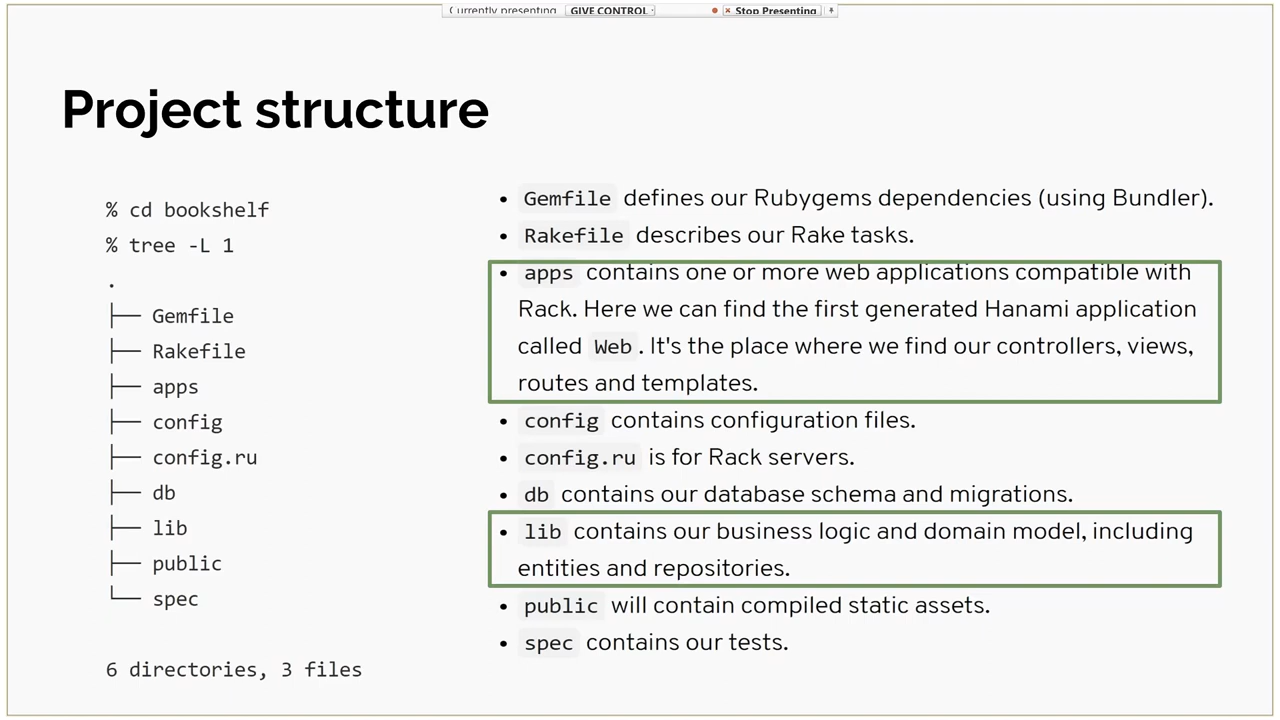 Currently presenting GIVE CONTROL Stop Presenting
Project structure
% cd bookshelf
% tree -L 1
.
├── Gemfile
├── Rakefile
├── apps
├── config
├── config.ru
├── db
├── lib
├── public
└── spec
6 directories, 3 files
• Gemfile defines our Rubygems dependencies (using Bundler).
• Rakefile describes our Rake tasks.
• apps contains one or more web applications compatible with
Rack. Here we can find the first generated Hanami application
called Web. It's the place where we find our controllers, views,
routes and templates.
• config contains configuration files.
• config.ru is for Rack servers.
• db contains our database schema and migrations.
• lib contains our business logic and domain model, including
entities and repositories.
• public will contain compiled static assets.
• spec contains our tests.